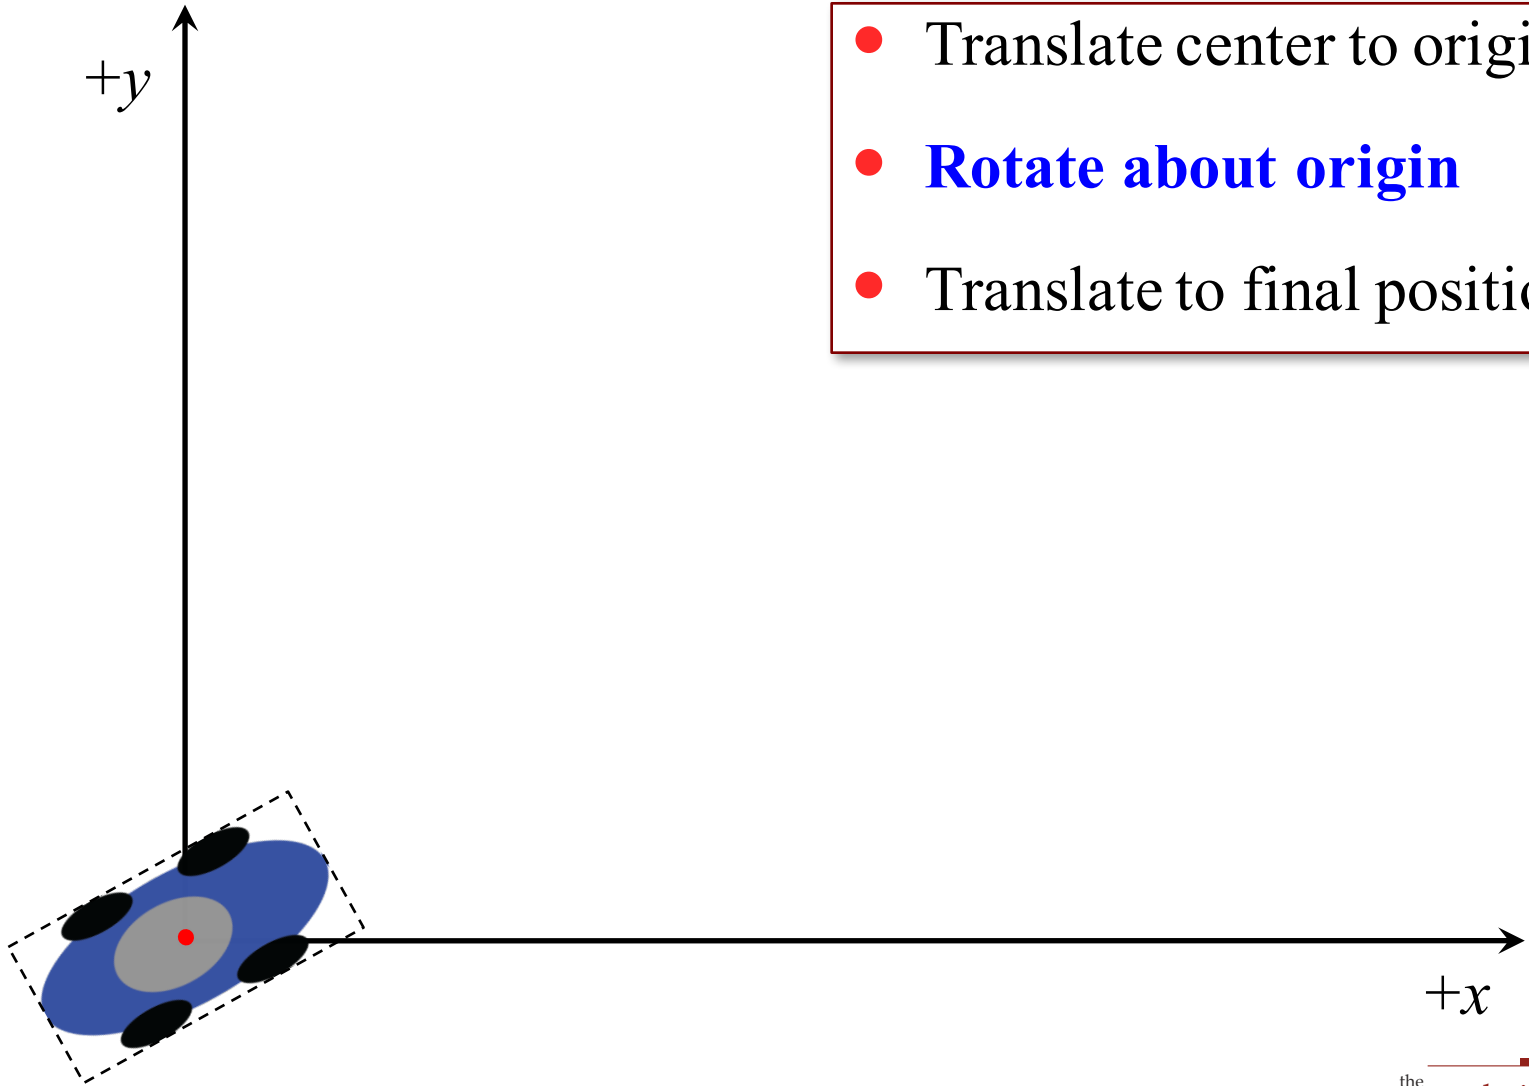 +y
• Translate center to origi
• Rotate about origin
• Translate to final positio
+x
the